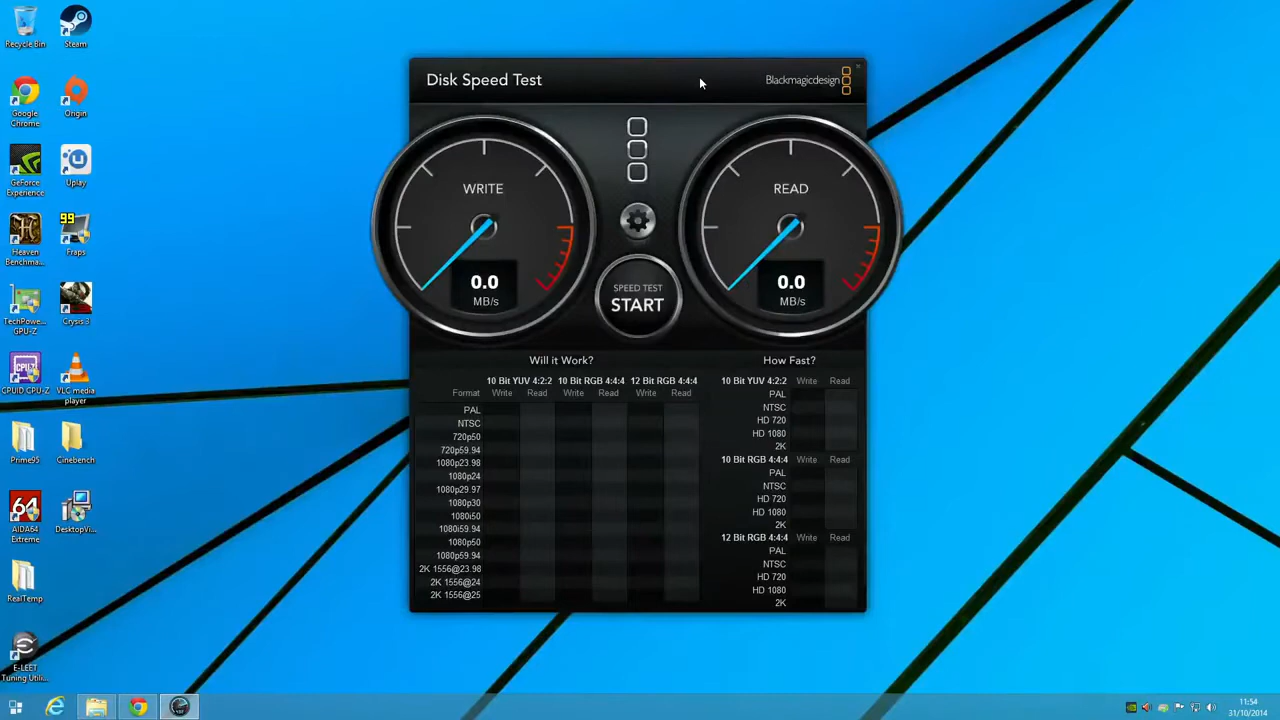 Recycle Bin
Steam
Google Chrome
Origin
GeForce Experience
Uplay
Heaven Benchma...
99
Fraps
TechPowe... GPU-Z
Crysis 3
CPUID
CPUID CPU-Z
VLC media player
Prime95
Cinebench
64
AIDA64 Extreme
DesktopVi...
RealTemp
E-LEET Tuning Utili...
Disk Speed Test
Blackmagicdesign
WRITE
0.0
MB/s
SPEED TEST
START
READ
0.0
MB/s
Will it Work?
10 Bit YUV 4:2:2 10 Bit RGB 4:4:4 12 Bit RGB 4:4:4
Format Write Read Write Read Write Read
PAL
NTSC
720p50
720p59.94
1080p23.98
1080p24
1080p29.97
1080p30
1080i50
1080i59.94
1080p50
1080p59.94
2K 1556@23.98
2K 1556@24
2K 1556@25
How Fast?
10 Bit YUV 4:2:2 Write Read
PAL
NTSC
HD 720
HD 1080
2K
10 Bit RGB 4:4:4 Write Read
PAL
NTSC
HD 720
HD 1080
2K
12 Bit RGB 4:4:4 Write Read
PAL
NTSC
HD 720
HD 1080
2K
11:54
31/10/2014